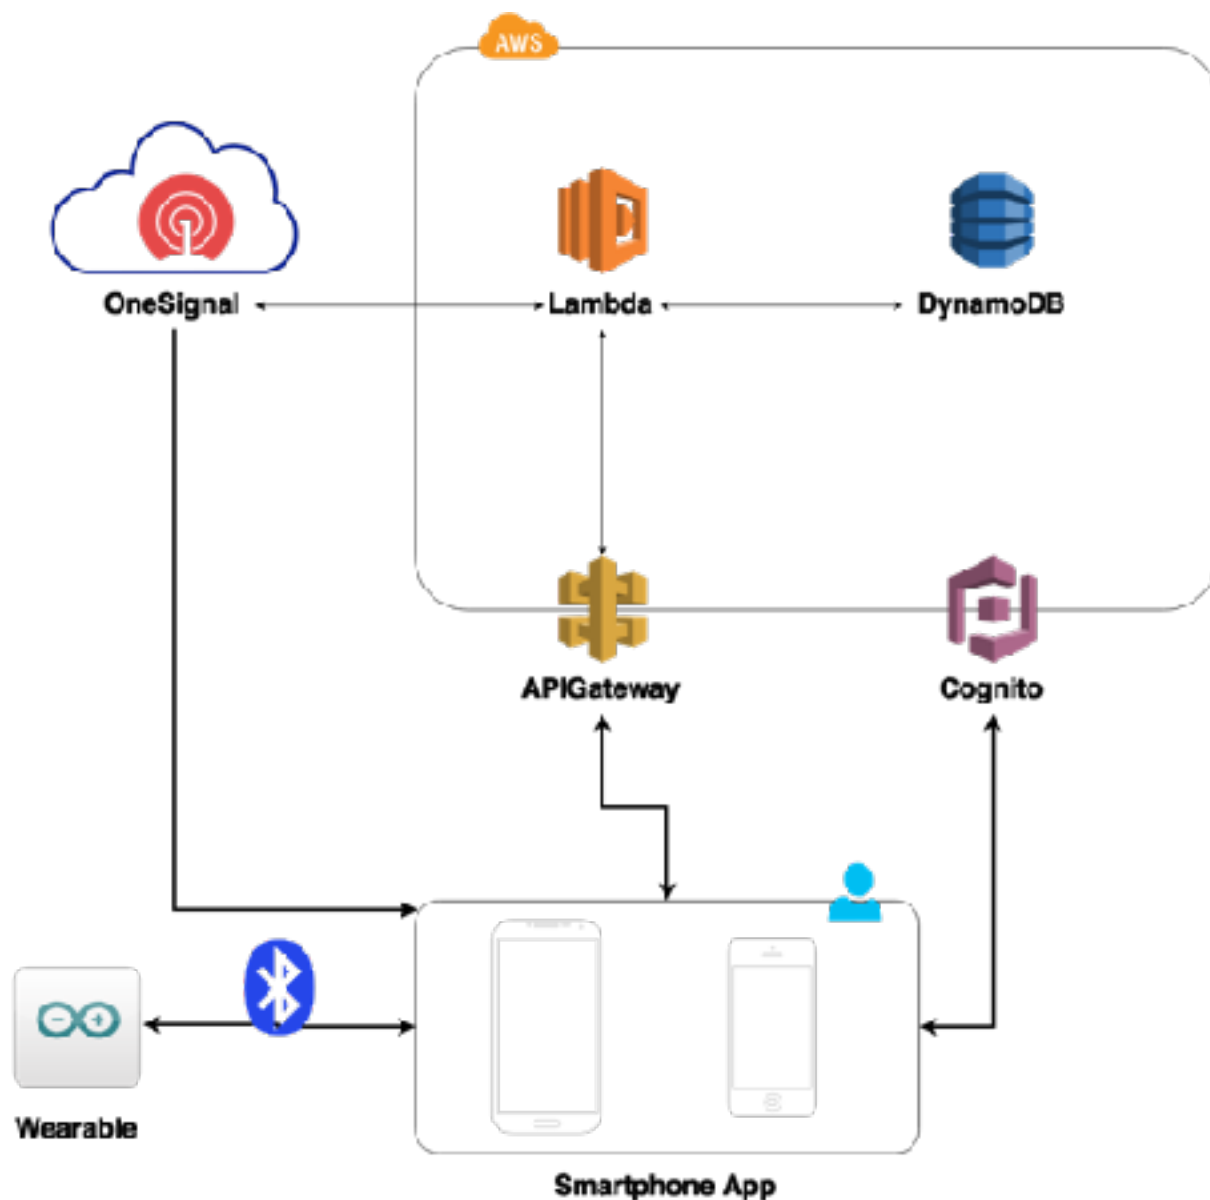 AWS
OneSignal
Lambda
DynamoDB
APIGateway
Cognito
Wearable
Smartphone App